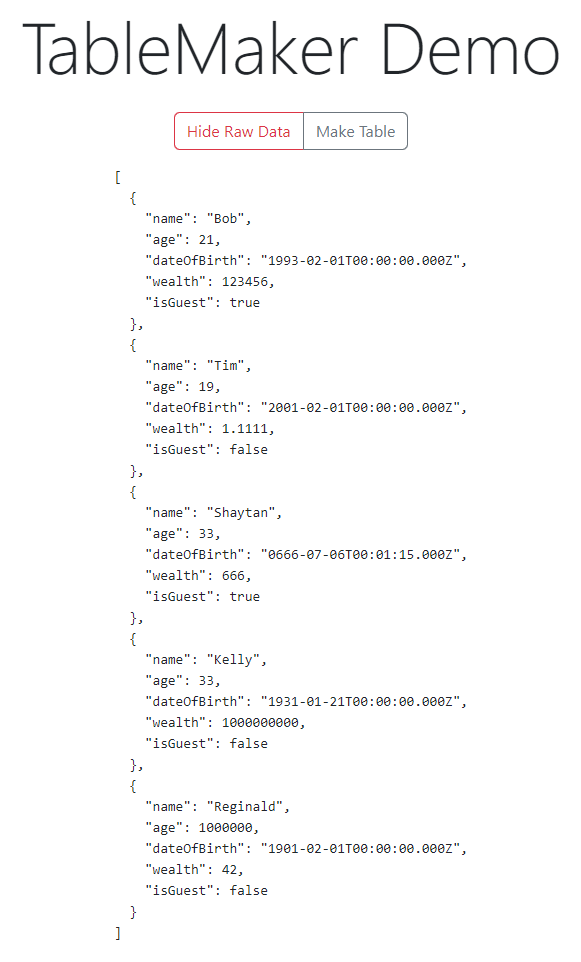 TableMaker Demo
Hide Raw Data Make Table
[
  {
    "name": "Bob",
    "age": 21,
    "dateOfBirth": "1993-02-01T00:00:00.000Z",
    "wealth": 123456,
    "isGuest": true
  },
  {
    "name": "Tim",
    "age": 19,
    "dateOfBirth": "2001-02-01T00:00:00.000Z",
    "wealth": 1.1111,
    "isGuest": false
  },
  {
    "name": "Shaytan",
    "age": 33,
    "dateOfBirth": "0666-07-06T00:01:15.000Z",
    "wealth": 666,
    "isGuest": true
  },
  {
    "name": "Kelly",
    "age": 33,
    "dateOfBirth": "1931-01-21T00:00:00.000Z",
    "wealth": 1000000000,
    "isGuest": false
  },
  {
    "name": "Reginald",
    "age": 1000000,
    "dateOfBirth": "1901-02-01T00:00:00.000Z",
    "wealth": 42,
    "isGuest": false
  }
]